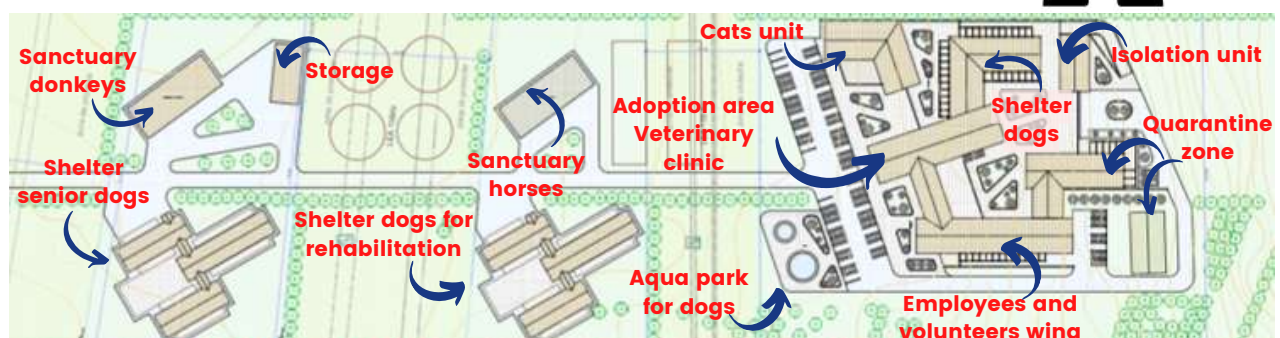 Sanctuary
donkeys
Storage
Shelter
senior dogs
Sanctuary
horses
Shelter dogs for
rehabilitation
Cats unit
Adoption area
Veterinary
clinic
Isolation unit
Shelter
dogs
Quarantine
zone
Aqua park
for dogs
Employees and
volunteers wing